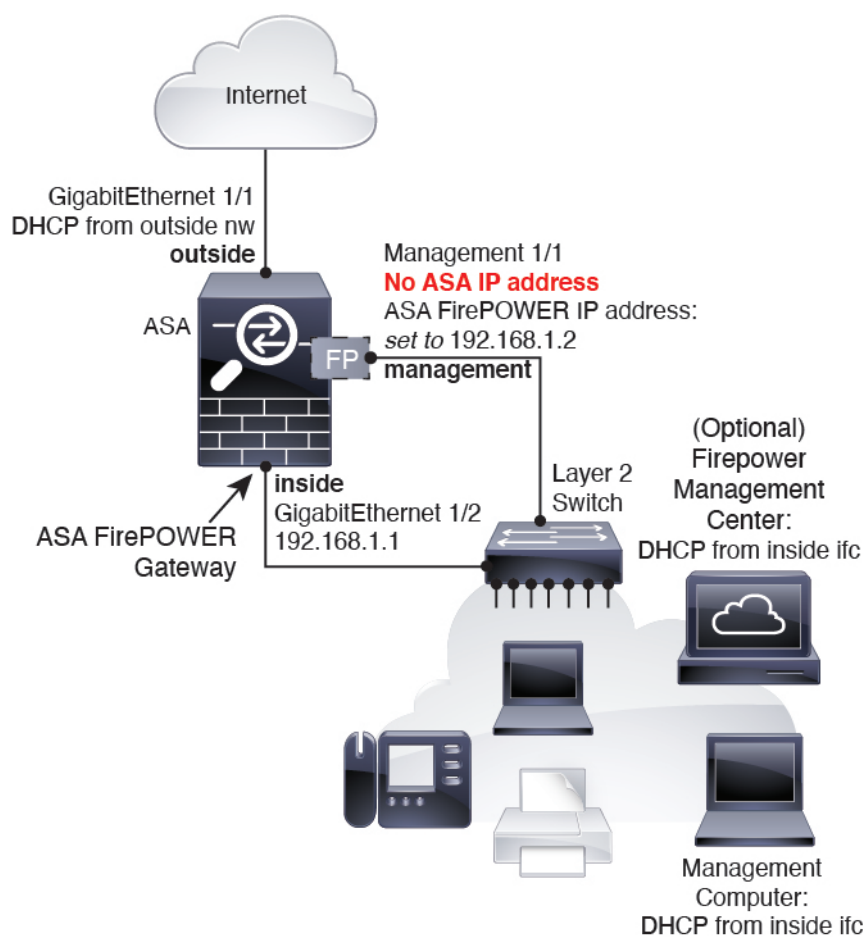 Internet
GigabitEthernet 1/1
DHCP from outside nw
outside
Management 1/1
No ASA IP address
ASA FirePOWER IP address:
set to 192.168.1.2
management
ASA
FP
(Optional)
Firepower
Management
Center:
DHCP from inside ifc
Layer 2
Switch
inside
GigabitEthernet 1/2
192.168.1.1
ASA FirePOWER
Gateway
Management
Computer:
DHCP from inside ifc